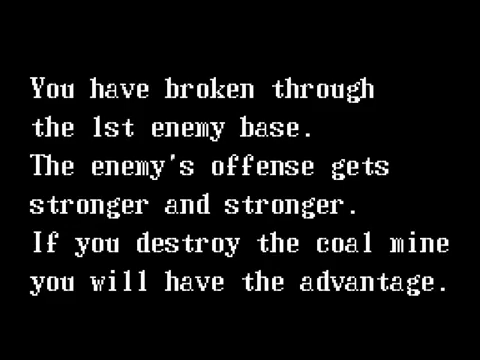 You have broken through
the 1st enemy base.
The enemy's offense gets
stronger and stronger.
If you destroy the coal mine
you will have the advantage.